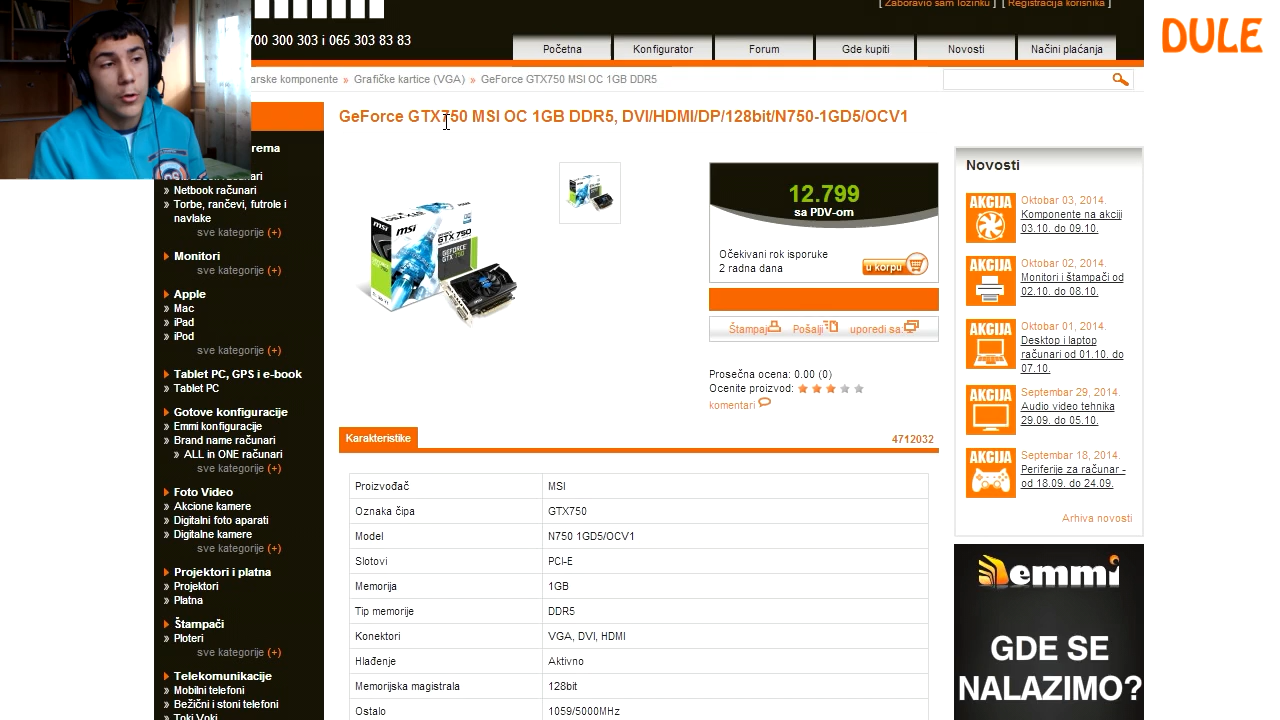 [ Zaboravio sam lozinku ] [ Registracija korisnika ]
DULE
700 300 303 i 065 303 83 83
Početna
Konfigurator
Forum
Gde kupiti
Novosti
Načini plaćanja
arske komponente » Grafičke kartice (VGA) » GeForce GTX750 MSI OC 1GB DDR5
GeForce GTX750 MSI OC 1GB DDR5, DVI/HDMI/DP/128bit/N750-1GD5/OCV1
rema
ari
» Netbook računari
» Torbe, rančevi, futrole i
navlake
sve kategorije (+)
Monitori
sve kategorije (+)
Apple
» Mac
» iPad
» iPod
sve kategorije (+)
Tablet PC, GPS i e-book
» Tablet PC
Gotove konfiguracije
» Emmi konfiguracije
» Brand name računari
» ALL in ONE računari
sve kategorije (+)
Foto Video
» Akcione kamere
» Digitalni foto aparati
» Digitalne kamere
sve kategorije (+)
Projektori i platna
» Projektori
» Platna
Štampači
» Ploteri
sve kategorije (+)
Telekomunikacije
» Mobilni telefoni
» Bežični i stoni telefoni
» Toki Voki
msi
GTX 750
GEFORCE
GTX 750
12.799
sa PDV-om
Očekivani rok isporuke
2 radna dana
u korpu
Štampaj
Pošalji
uporedi sa:
Prosečna ocena: 0.00 (0)
Ocenite proizvod:
komentari
Karakteristike
4712032
Proizvođač MSI
Oznaka čipa GTX750
Model N750 1GD5/OCV1
Slotovi PCI-E
Memorija 1GB
Tip memorije DDR5
Konektori VGA, DVI, HDMI
Hlađenje Aktivno
Memorijska magistrala 128bit
Ostalo 1059/5000MHz
Novosti
AKCIJA
Oktobar 03, 2014.
Komponente na akciji
03.10. do 09.10.
AKCIJA
Oktobar 02, 2014.
Monitori i štampači od
02.10. do 08.10.
AKCIJA
Oktobar 01, 2014.
Desktop i laptop
računari od 01.10. do
07.10.
AKCIJA
Septembar 29, 2014.
Audio video tehnika
29.09. do 05.10.
AKCIJA
Septembar 18, 2014.
Periferije za računar -
od 18.09. do 24.09.
Arhiva novosti
emmi
GDE SE
NALAZIMO?